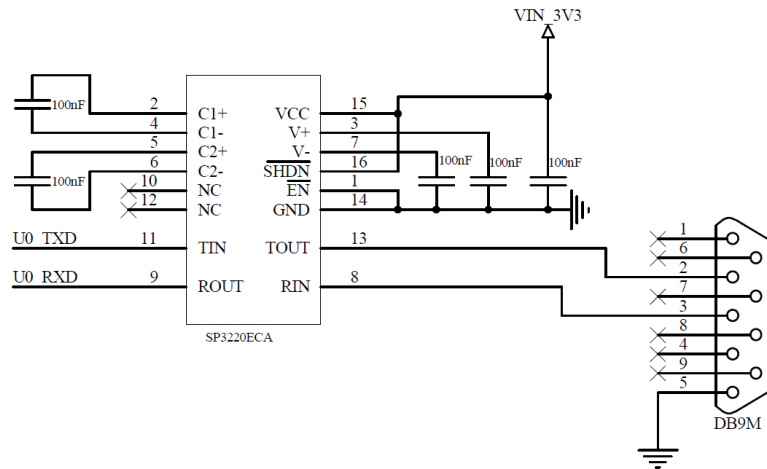 VIN_3V3
100nF
2 C1+ VCC 15
4 C1- V+ 3
5 C2+ V- 7
100nF 100nF 100nF
100nF
6 C2- SHDN 16
10 NC EN 1
12 NC GND 14
U0_TXD 11 TIN TOUT 13
U0_RXD 9 ROUT RIN 8
SP3220ECA
1
6
2
7
3
8
4
9
5
DB9M